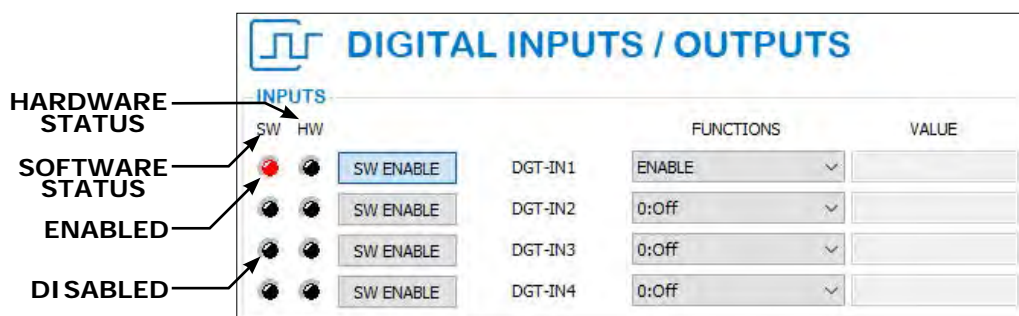 DIGITAL INPUTS / OUTPUTS
INPUTS
HARDWARE
STATUS
SW HW FUNCTIONS VALUE
SOFTWARE
STATUS
SW ENABLE DGT-IN1 ENABLE
SW ENABLE DGT-IN2 0:Off
ENABLED
SW ENABLE DGT-IN3 0:Off
DISABLED
SW ENABLE DGT-IN4 0:Off